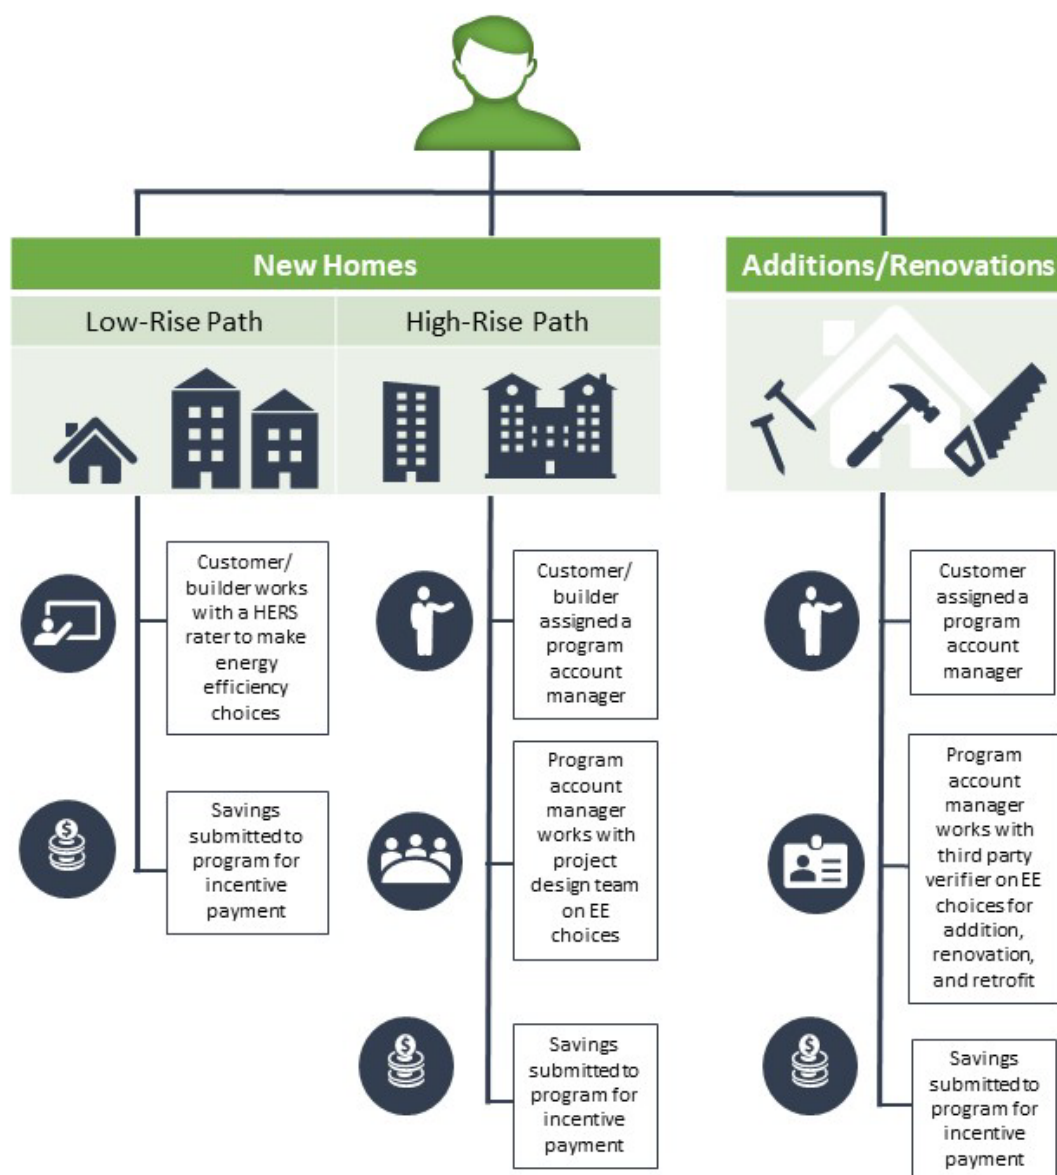 New Homes
Additions/Renovations
Low-Rise Path
High-Rise Path
Customer/
builder works
with a HERS
rater to make
energy
efficiency
choices
Savings
submitted to
program for
incentive
payment
Customer/
builder
assigned a
program
account
manager
Program
account
manager
works with
project
design team
on EE
choices
Savings
submitted to
program for
incentive
payment
Customer
assigned a
program
account
manager
Program
account
manager
works with
third party
verifier on EE
choices for
addition,
renovation,
and retrofit
Savings
submitted to
program for
incentive
payment